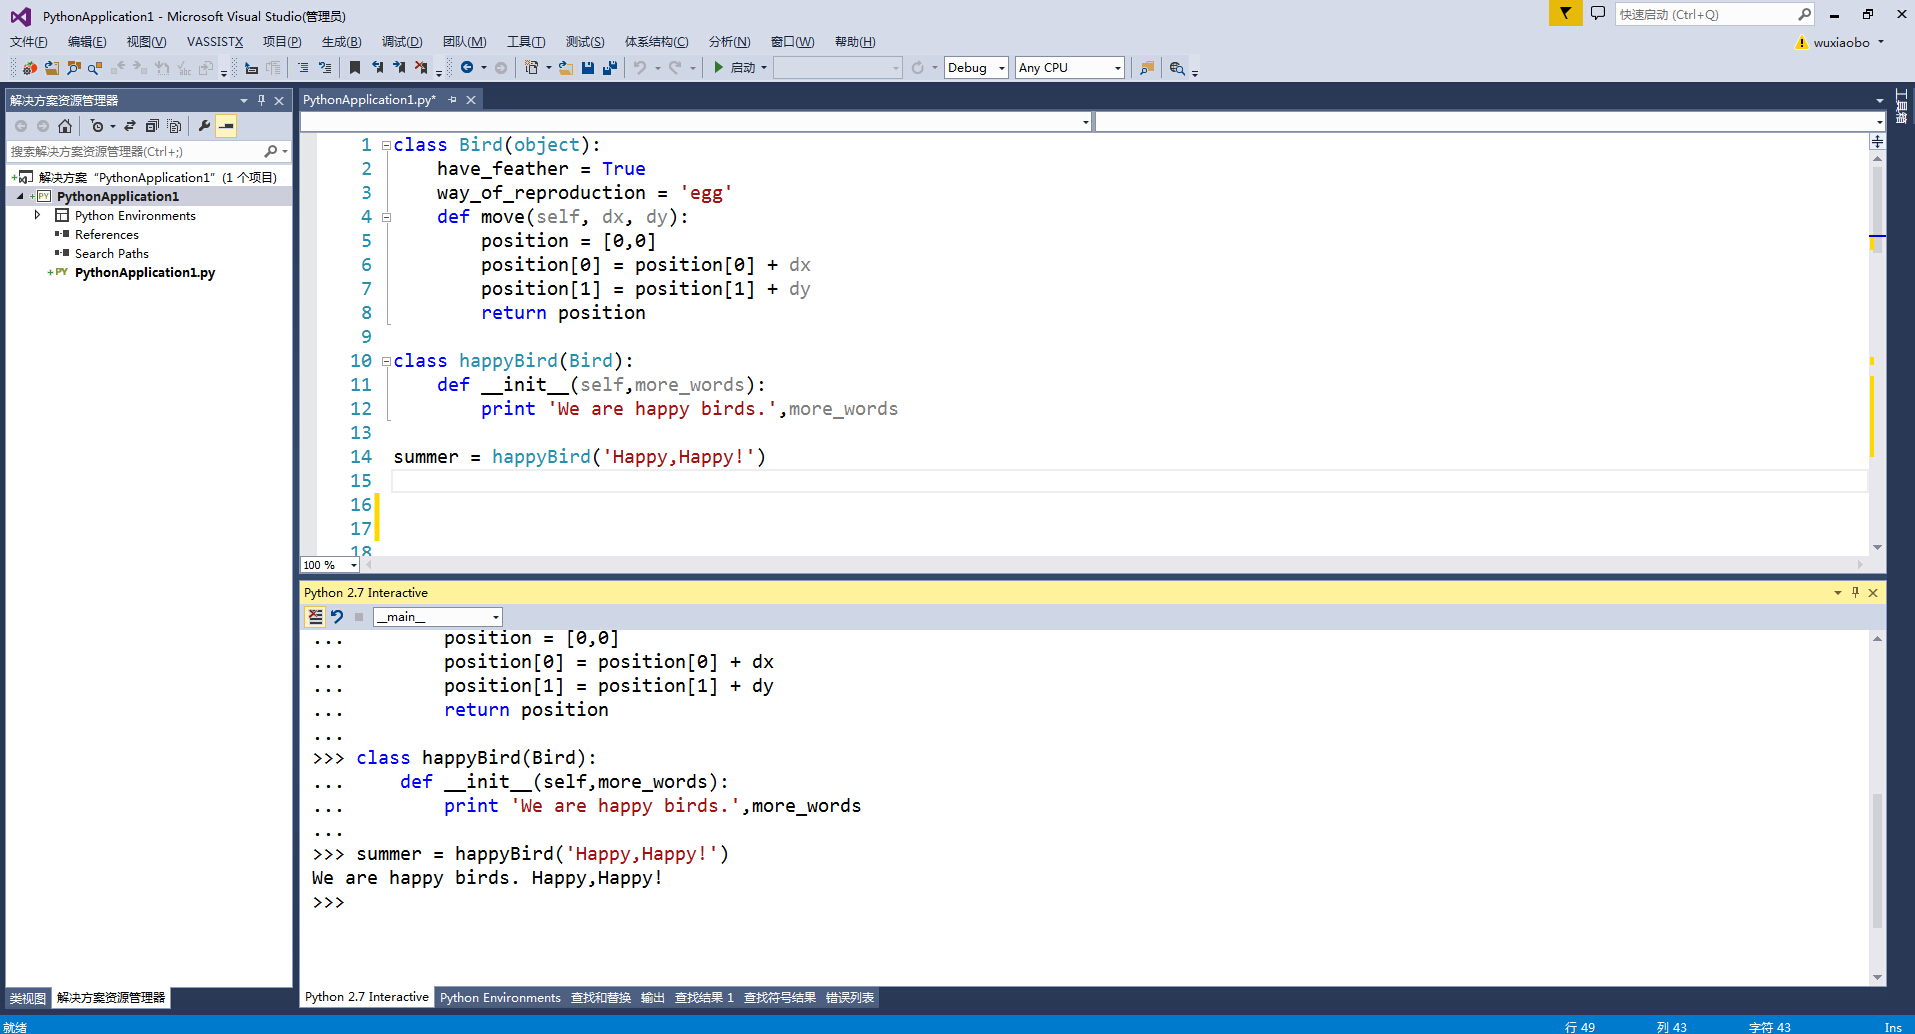 PythonApplication1 - Microsoft Visual Studio(管理员)
快速启动 (Ctrl+Q)
文件(F) 编辑(E) 视图(V) VASSISTX 项目(P) 生成(B) 调试(D) 团队(M) 工具(T) 测试(S) 体系结构(C) 分析(N) 窗口(W) 帮助(H)
wuxiaobo
启动 Debug Any CPU
解决方案资源管理器
搜索解决方案资源管理器(Ctrl+;)
解决方案 "PythonApplication1" (1 个项目)
PythonApplication1
Python Environments
References
Search Paths
PY PythonApplication1.py
类视图 解决方案资源管理器
PythonApplication1.py*
工具箱
1 class Bird(object):
2     have_feather = True
3     way_of_reproduction = 'egg'
4     def move(self, dx, dy):
5         position = [0,0]
6         position[0] = position[0] + dx
7         position[1] = position[1] + dy
8         return position
9
10 class happyBird(Bird):
11     def __init__(self,more_words):
12         print 'We are happy birds.',more_words
13
14 summer = happyBird('Happy,Happy!')
15
16
17
18
100 %
Python 2.7 Interactive
__main__
...         position = [0,0]
...         position[0] = position[0] + dx
...         position[1] = position[1] + dy
...         return position
...
>>> class happyBird(Bird):
...     def __init__(self,more_words):
...         print 'We are happy birds.',more_words
...
>>> summer = happyBird('Happy,Happy!')
We are happy birds. Happy,Happy!
>>>
Python 2.7 Interactive Python Environments 查找和替换 输出 查找结果 1 查找符号结果 错误列表
就绪 行 49 列 43 字符 43 Ins